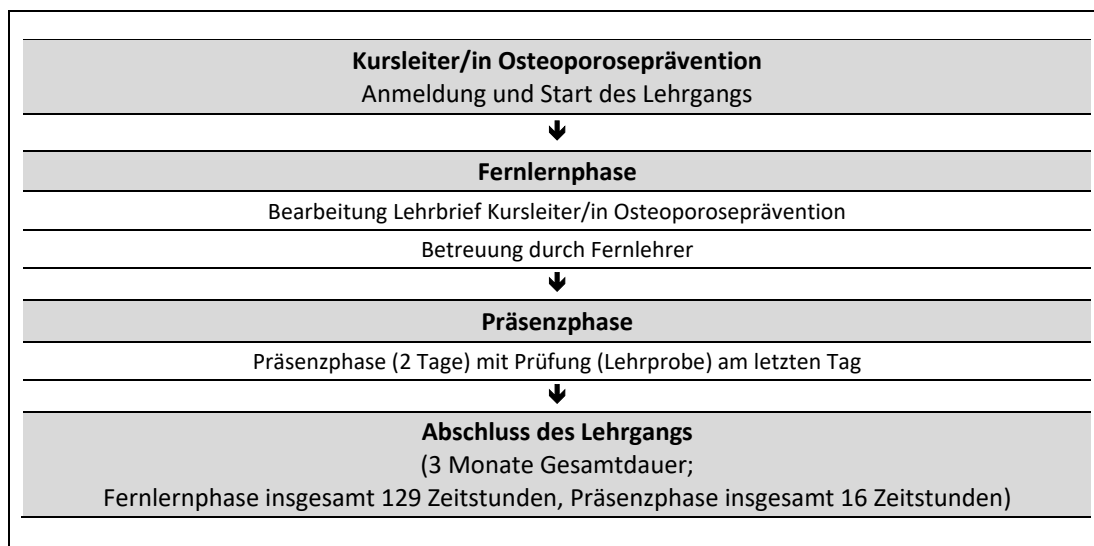 Kursleiter/in Osteoporoseprävention
Anmeldung und Start des Lehrgangs
🡻
Fernlernphase
Bearbeitung Lehrbrief Kursleiter/in Osteoporoseprävention
Betreuung durch Fernlehrer
🡻
Präsenzphase
Präsenzphase (2 Tage) mit Prüfung (Lehrprobe) am letzten Tag
🡻
Abschluss des Lehrgangs
(3 Monate Gesamtdauer;
Fernlernphase insgesamt 129 Zeitstunden, Präsenzphase insgesamt 16 Zeitstunden)